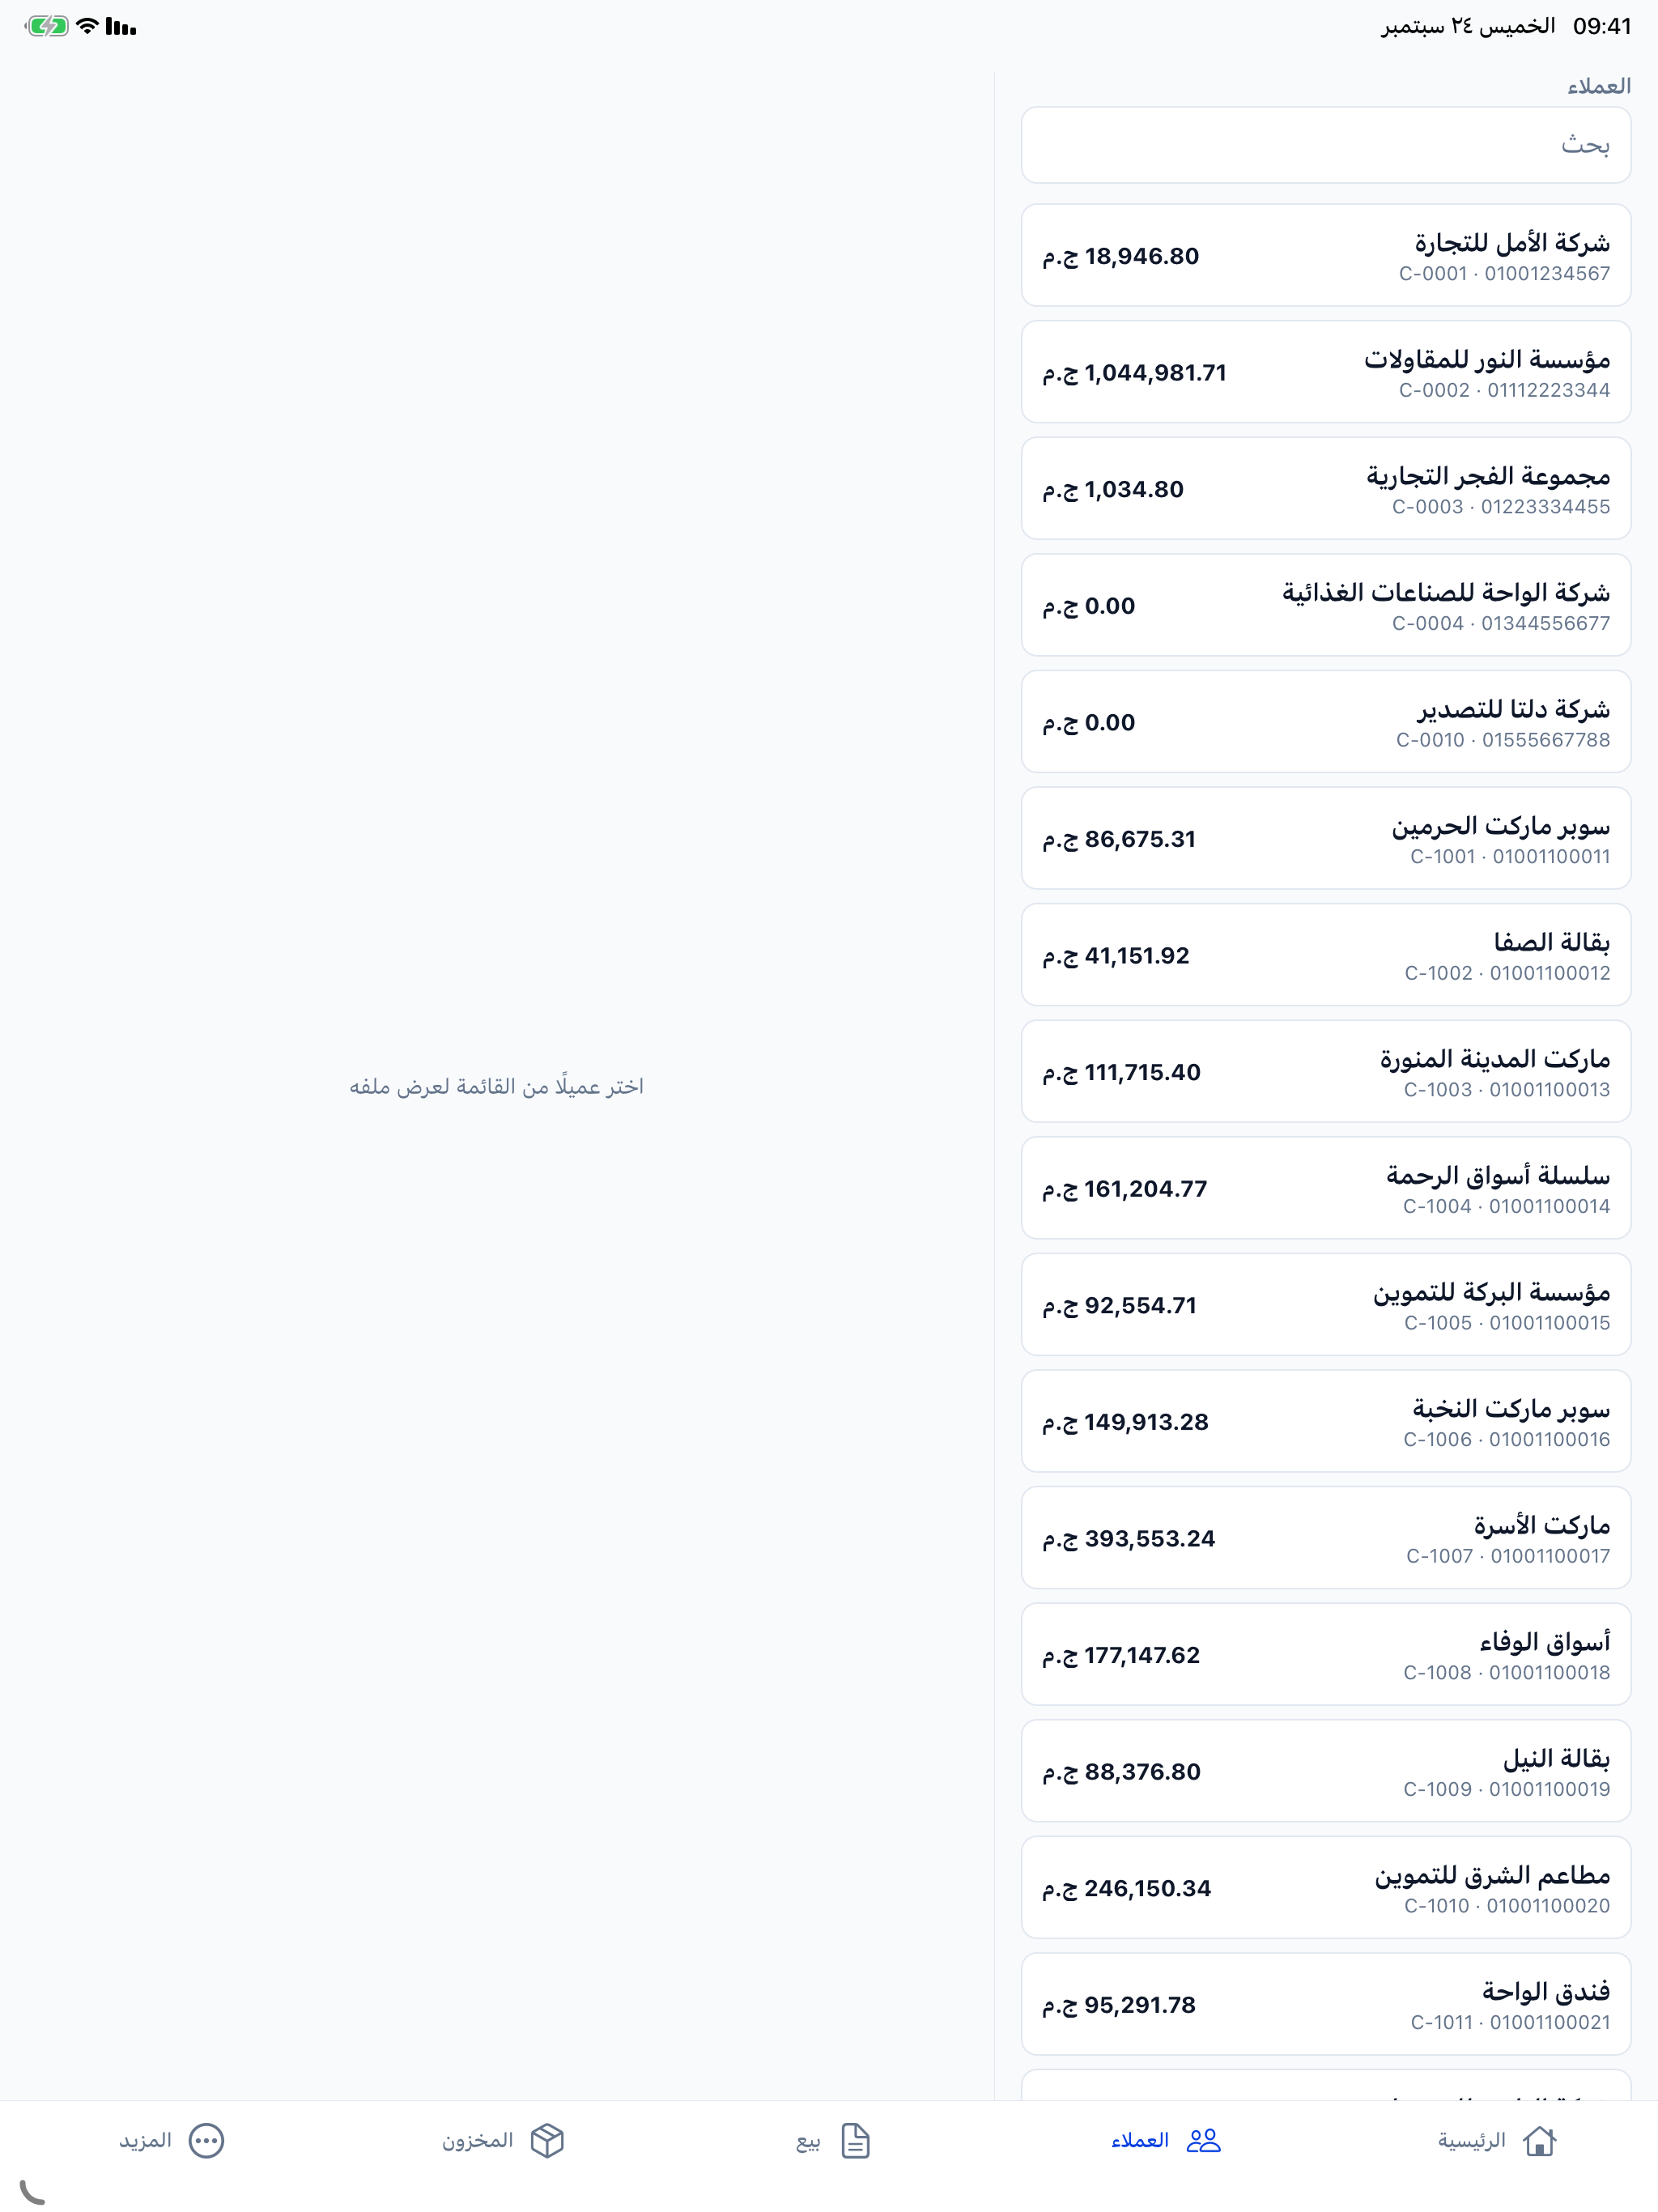 09:41 الخميس ٢٤ سبتمبر
العملاء
بحث
شركة الأمل للتجارة
C-0001 · 01001234567
18,946.80 ج.م
مؤسسة النور للمقاولات
C-0002 · 01112223344
1,044,981.71 ج.م
مجموعة الفجر التجارية
C-0003 · 01223334455
1,034.80 ج.م
شركة الواحة للصناعات الغذائية
C-0004 · 01344556677
0.00 ج.م
شركة دلتا للتصدير
C-0010 · 01555667788
0.00 ج.م
سوبر ماركت الحرمين
C-1001 · 01001100011
86,675.31 ج.م
بقالة الصفا
C-1002 · 01001100012
41,151.92 ج.م
ماركت المدينة المنورة
C-1003 · 01001100013
111,715.40 ج.م
سلسلة أسواق الرحمة
C-1004 · 01001100014
161,204.77 ج.م
مؤسسة البركة للتموين
C-1005 · 01001100015
92,554.71 ج.م
سوبر ماركت النخبة
C-1006 · 01001100016
149,913.28 ج.م
ماركت الأسرة
C-1007 · 01001100017
393,553.24 ج.م
أسواق الوفاء
C-1008 · 01001100018
177,147.62 ج.م
بقالة النيل
C-1009 · 01001100019
88,376.80 ج.م
مطاعم الشرق للتموين
C-1010 · 01001100020
246,150.34 ج.م
فندق الواحة
C-1011 · 01001100021
95,291.78 ج.م
اختر عميلًا من القائمة لعرض ملفه
الرئيسية
العملاء
بيع
المخزون
المزيد